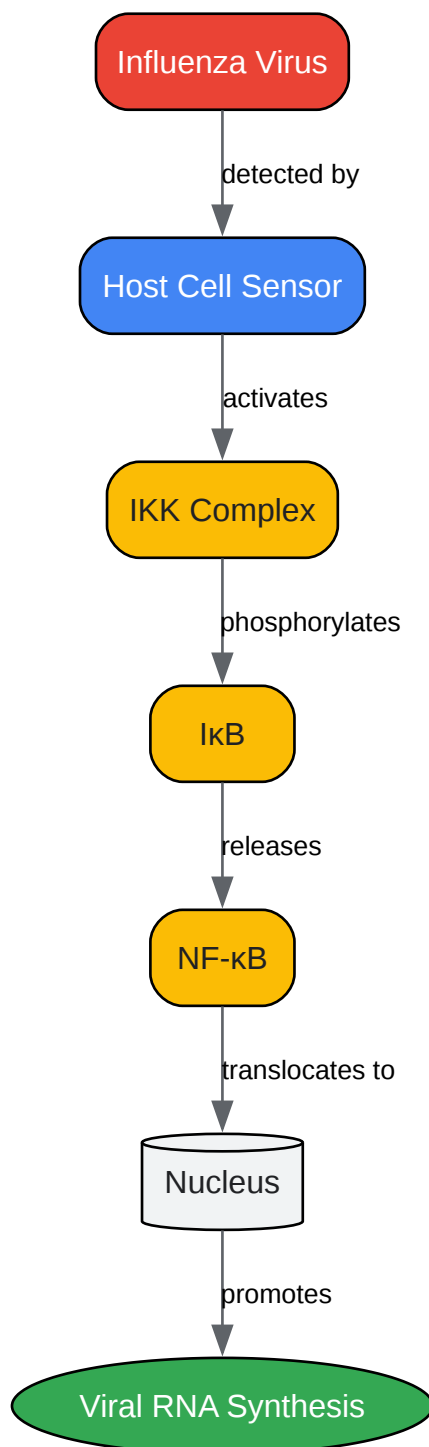 Influenza Virus
detected by
Host Cell Sensor
activates
IKK Complex
phosphorylates
IκB
releases
NF-κB
translocates to
Nucleus
promotes
Viral RNA Synthesis